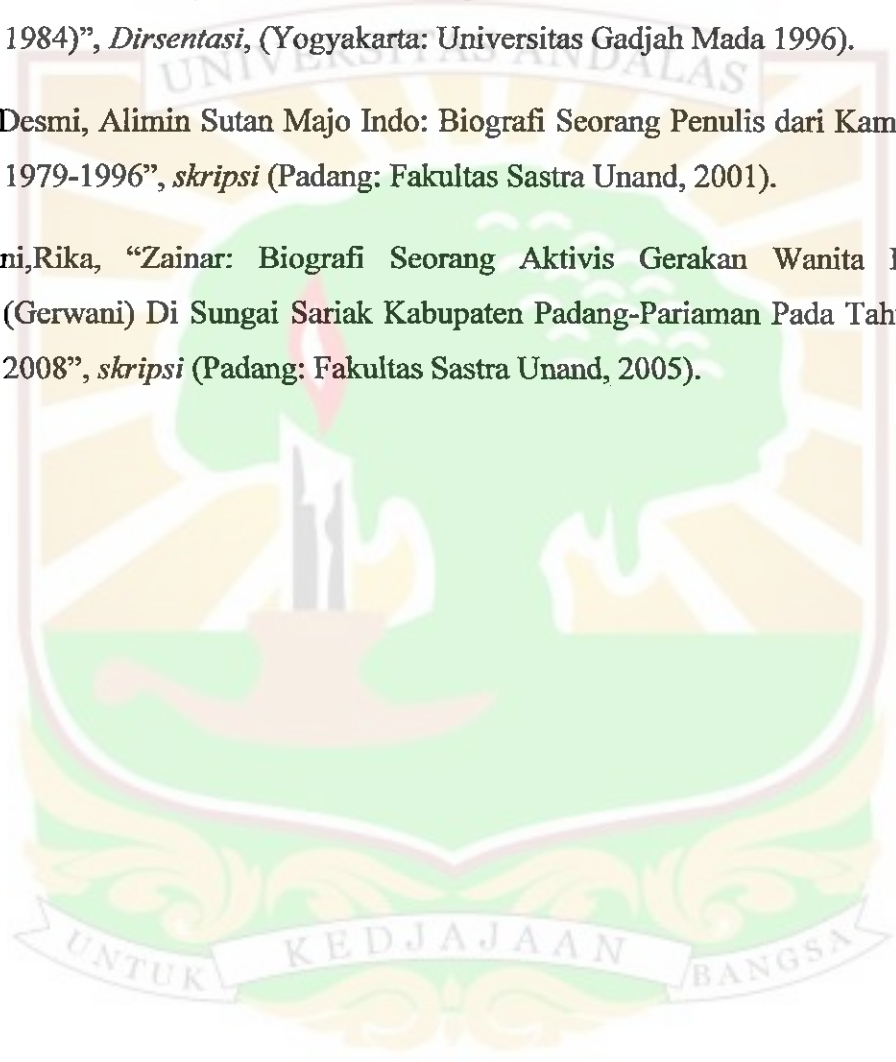 1984)”, Dirsentasi, (Yogyakarta: Universitas Gadjah Mada 1996).
UNIVERSITAS ANDALAS
Desmi, Alimin Sutan Majo Indo: Biografi Seorang Penulis dari Kam
1979-1996”, skripsi (Padang: Fakultas Sastra Unand, 2001).
ni,Rika, “Zainar: Biografi Seorang Aktivis Gerakan Wanita
(Gerwani) Di Sungai Sariak Kabupaten Padang-Pariaman Pada Tah
2008”, skripsi (Padang: Fakultas Sastra Unand, 2005).
UNTUK KEDJAJAAN BANGSA